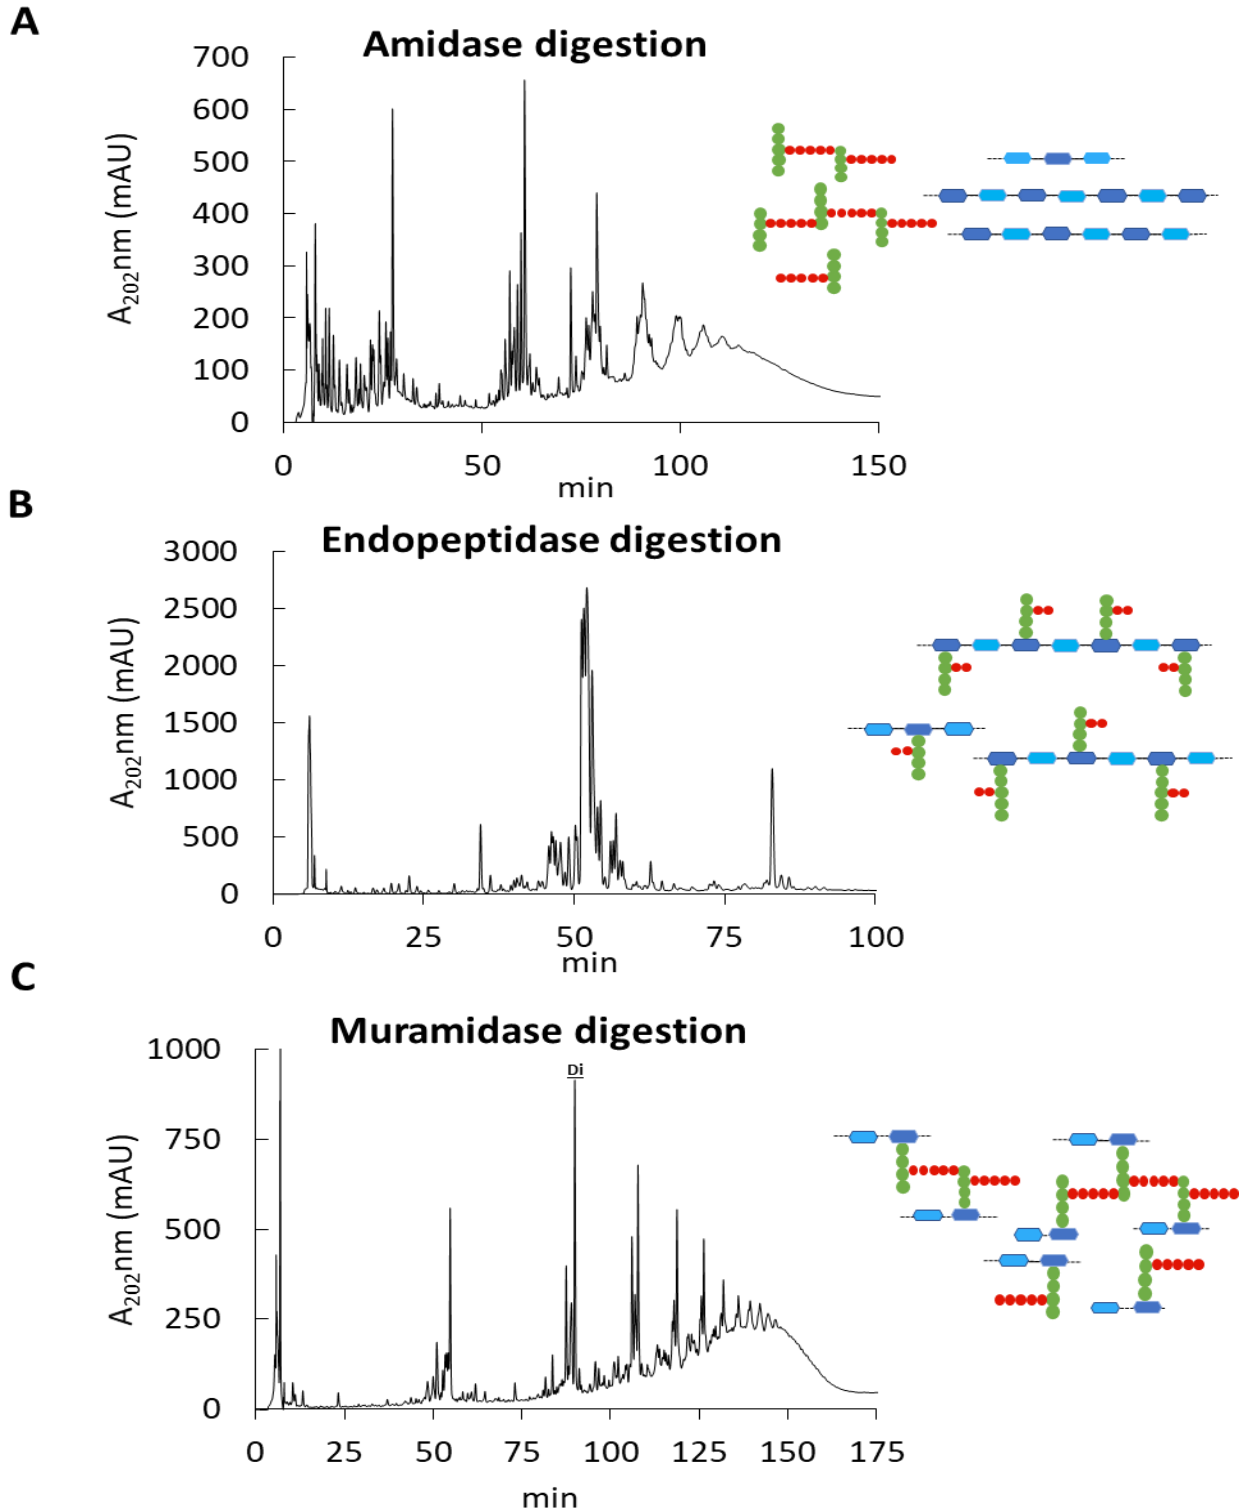 A
Amidase digestion
A202nm (mAU)
700
600
500
400
300
200
100
0
0 50 100 150
min
B
Endopeptidase digestion
A202nm (mAU)
3000
2500
2000
1500
1000
500
0
0 25 50 75 100
min
C
Muramidase digestion
A202nm (mAU)
1000
750
500
250
0
Di
0 25 50 75 100 125 150 175
min